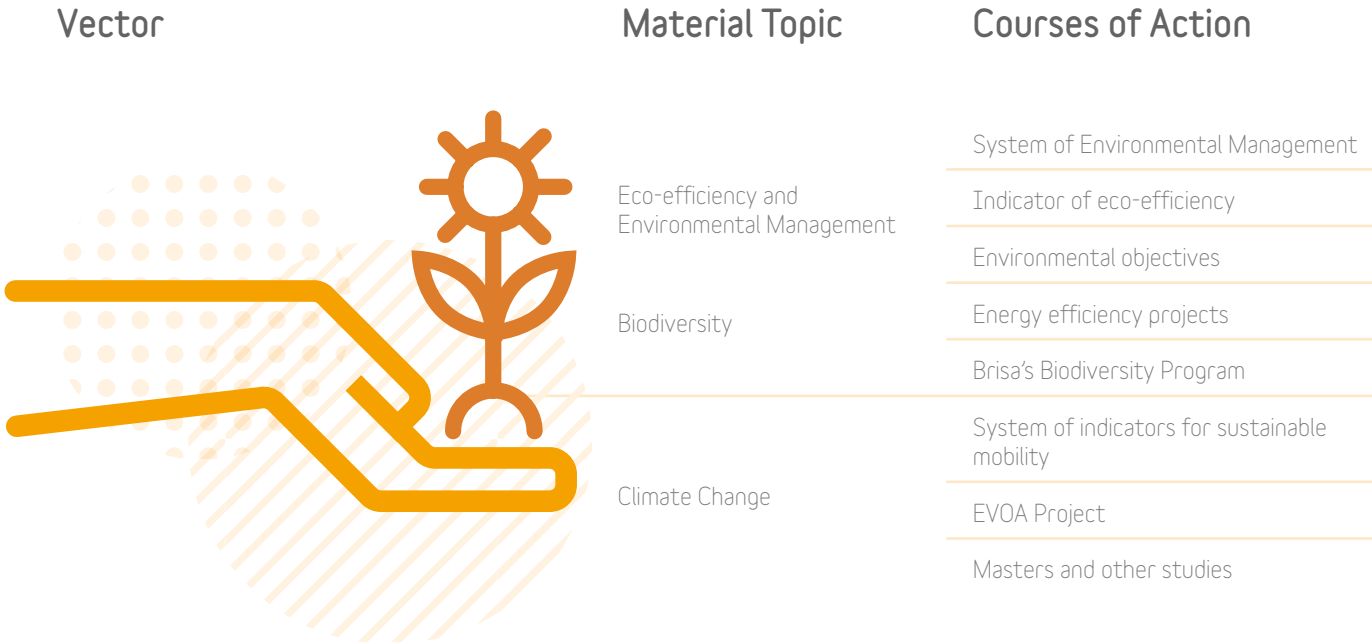 Vector
Material Topic
Courses of Action
Eco-efficiency and
Environmental Management
Biodiversity
Climate Change
System of Environmental Management
Indicator of eco-efficiency
Environmental objectives
Energy efficiency projects
Brisa's Biodiversity Program
System of indicators for sustainable
mobility
EVOA Project
Masters and other studies